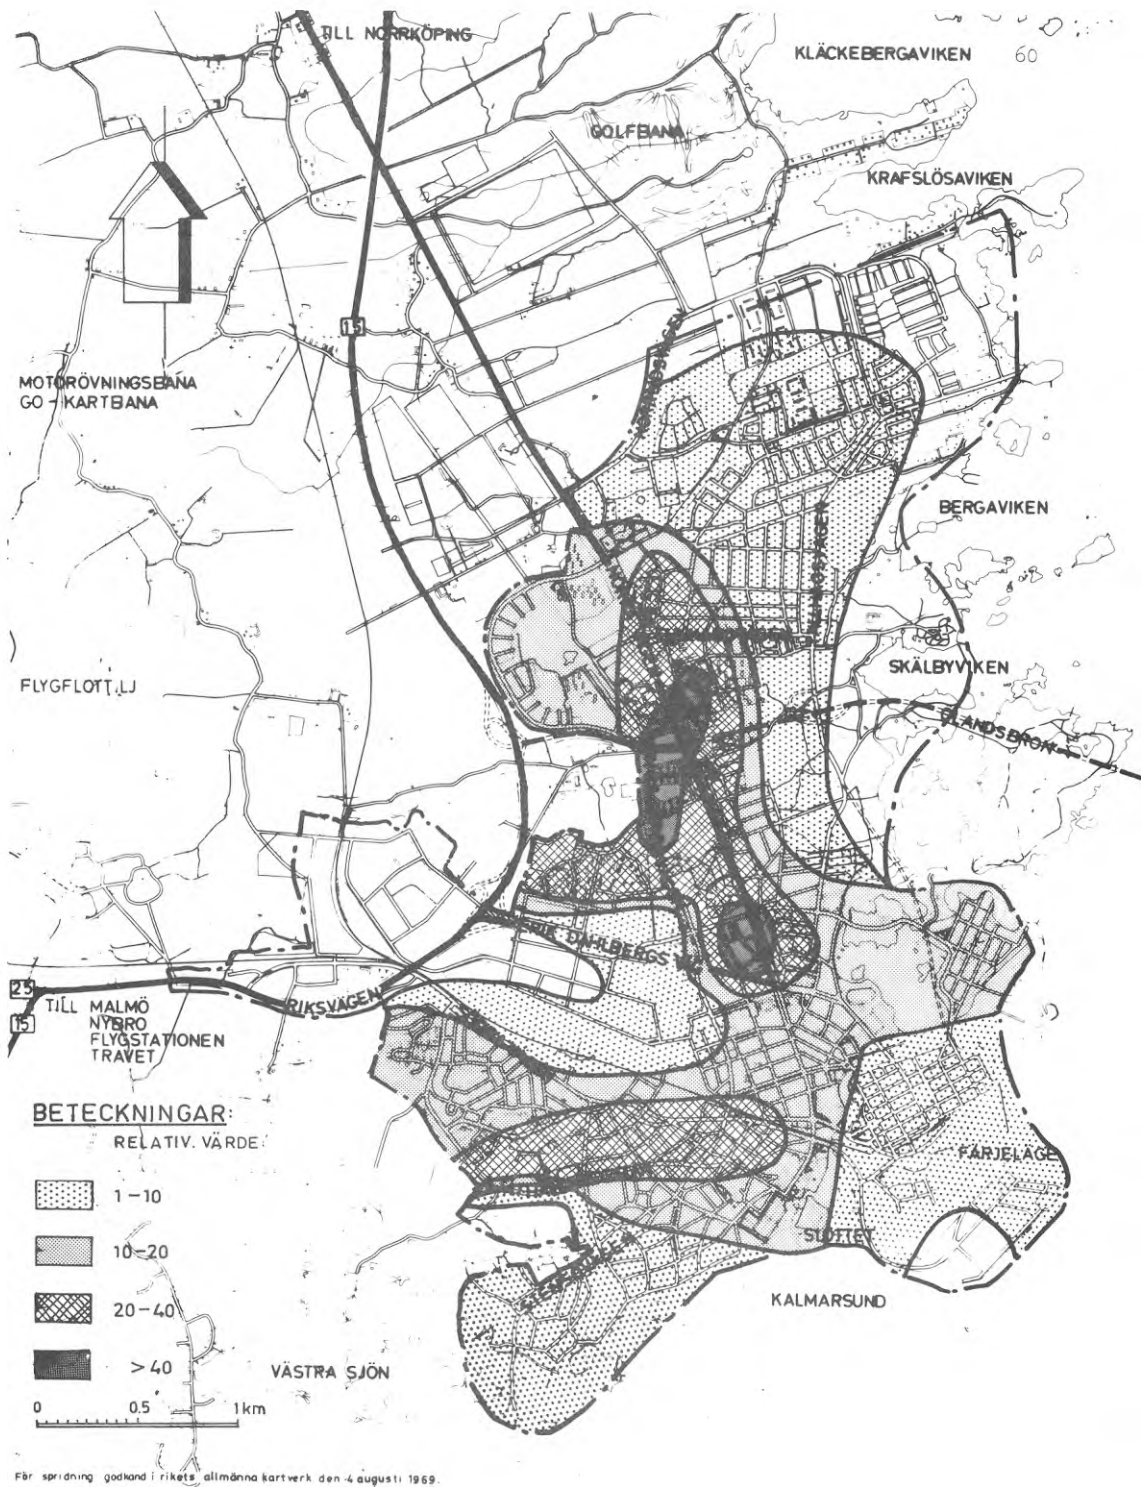 TILL NORRKÖPING
KLÄCKEBERGAVIKEN
60
GOLFBANA
KRAFSLÖSAVIKEN
15
MOTORÖVNINGSBANA
GO-KARTBANA
BERGAVIKEN
SKÄLBYVIKEN
FLYGFLOTTILJ
ÖLANDSBRON
ERIK DAHLBERGS
25
15
RIKSVÄGEN
TILL MALMÖ
NYBRO
FLYGSTATIONEN
TRAVET
BETECKNINGAR:
RELATIV. VÄRDE:
1-10
10-20
20-40
>40
FÄRJELÄGE
SLOTTET
KALMARSUND
VÄSTRA SJÖN
0 0.5 1km
För spridning godkänd i rikets allmänna kartverk den 4 augusti 1969.